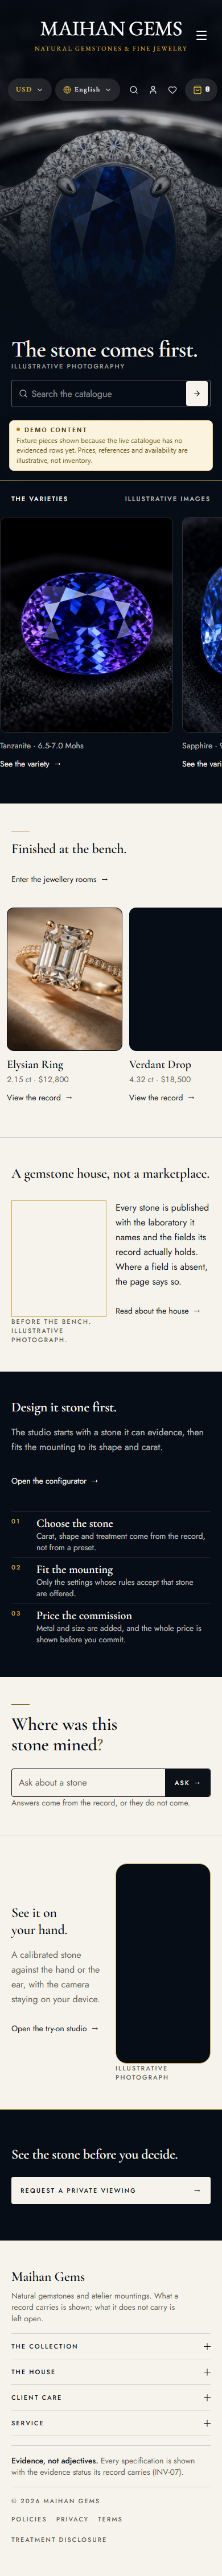 MAIHAN GEMS
NATURAL GEMSTONES & FINE JEWELRY
USD
English
0
The stone comes first.
ILLUSTRATIVE PHOTOGRAPHY
Search the catalogue
→
DEMO CONTENT
Fixture pieces shown because the live catalogue has no
evidenced rows yet. Prices, references and availability are
illustrative, not inventory.
THE VARIETIES
ILLUSTRATIVE IMAGES
Tanzanite · 6.5-7.0 Mohs
See the variety →
Sapphire · 9
See the vari
Finished at the bench.
Enter the jewellery rooms →
Elysian Ring
2.15 ct · $12,800
View the record →
Verdant Drop
4.32 ct · $18,500
View the record →
A gemstone house, not a marketplace.
BEFORE THE BENCH.
ILLUSTRATIVE
PHOTOGRAPH.
Every stone is published
with the laboratory it
names and the fields its
record actually holds.
Where a field is absent,
the page says so.
Read about the house →
Design it stone first.
The studio starts with a stone it can evidence, then
fits the mounting to its shape and carat.
Open the configurator →
01 Choose the stone
Carat, shape and treatment come from the record,
not from a preset.
02 Fit the mounting
Only the settings whose rules accept that stone
are offered.
03 Price the commission
Metal and size are added, and the whole price is
shown before you commit.
Where was this
stone mined?
Ask about a stone
ASK →
Answers come from the record, or they do not come.
See it on
your hand.
A calibrated stone
against the hand or the
ear, with the camera
staying on your device.
Open the try-on studio →
ILLUSTRATIVE
PHOTOGRAPH
See the stone before you decide.
REQUEST A PRIVATE VIEWING →
Maihan Gems
Natural gemstones and atelier mountings. What a
record carries is shown; what it does not carry is
left open.
THE COLLECTION
THE HOUSE
CLIENT CARE
SERVICE
Evidence, not adjectives. Every specification is shown
with the evidence status its record carries (INV-07).
© 2026 MAIHAN GEMS
POLICIES PRIVACY TERMS
TREATMENT DISCLOSURE